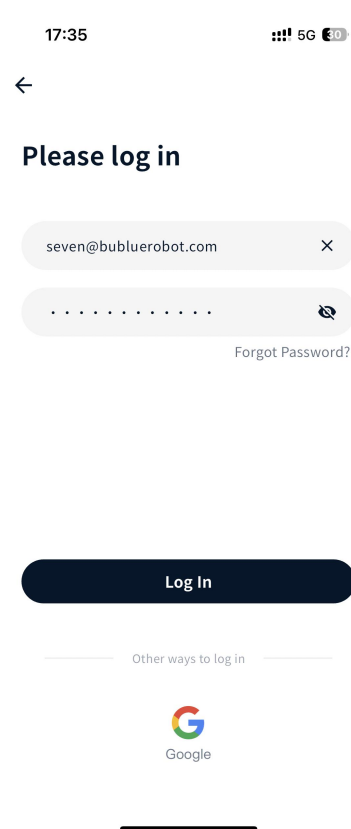 17:35 5G 30
Please log in
seven@bubluerobot.com
Forgot Password?
Log In
Other ways to log in
Google